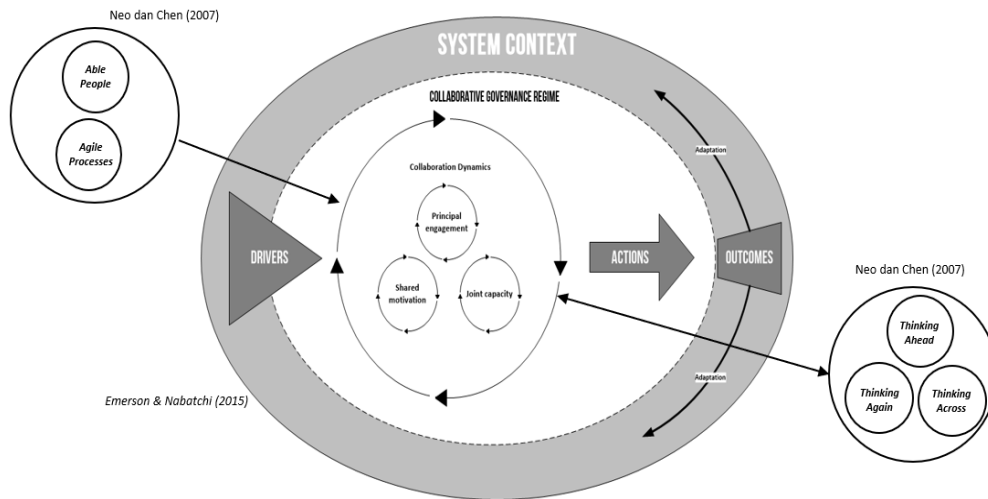 Neo dan Chen (2007)
Able
People
Agile
Processes
SYSTEM CONTEXT
COLLABORATIVE GOVERNANCE REGIME
Collaboration Dynamics
Principal
engagement
Shared
motivation
Joint capacity
DRIVERS
ACTIONS
OUTCOMES
Adaptation
Adaptation
Emerson & Nabatchi (2015)
Neo dan Chen (2007)
Thinking
Ahead
Thinking
Again
Thinking
Across